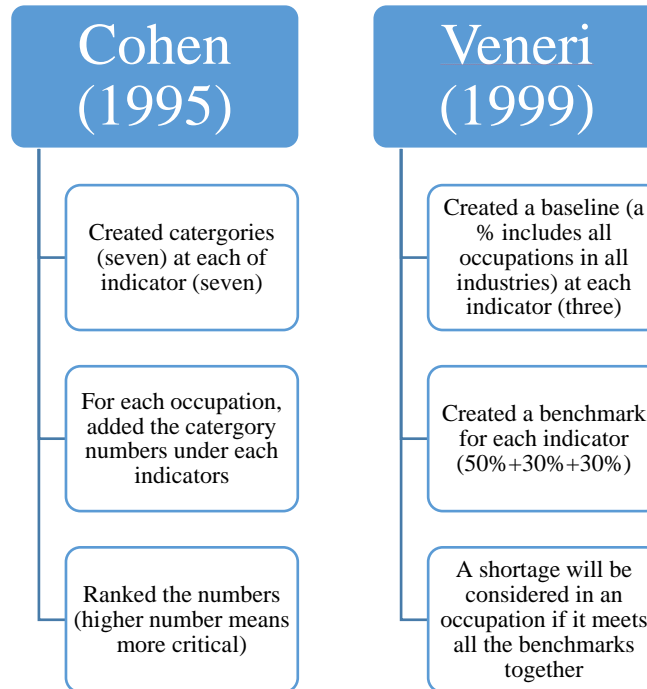 Cohen
(1995)
Created catergories
(seven) at each of
indicator (seven)
For each occupation,
added the catergory
numbers under each
indicators
Ranked the numbers
(higher number means
more critical)
Veneri
(1999)
Created a baseline (a
% includes all
occupations in all
industries) at each
indicator (three)
Created a benchmark
for each indicator
(50%+30%+30%)
A shortage will be
considered in an
occupation if it meets
all the benchmarks
together